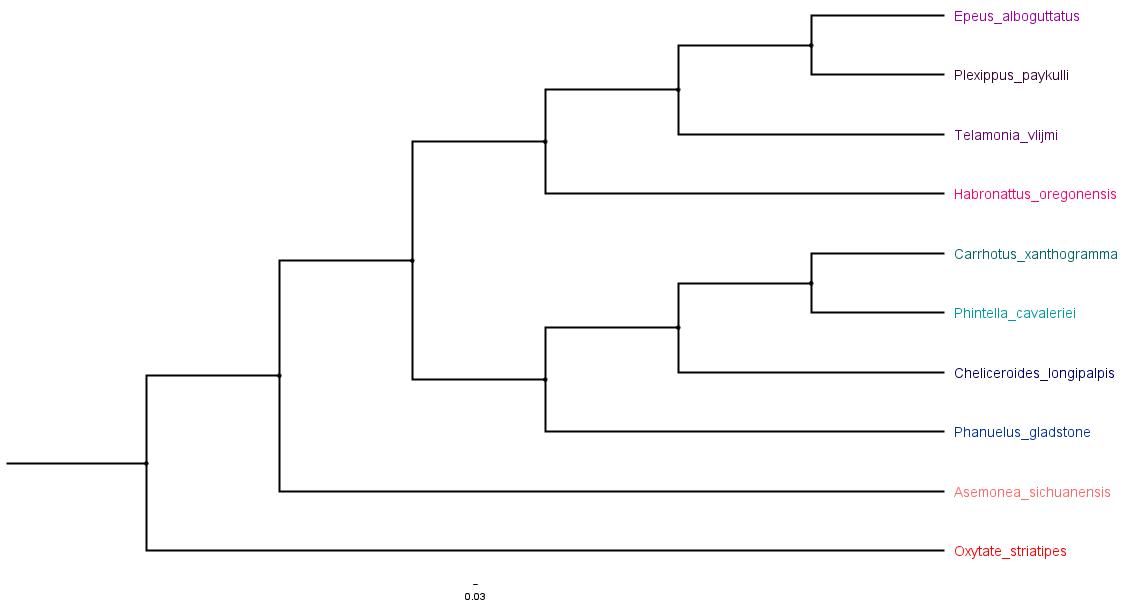 Epeus_alboguttatus
Plexippus_paykulli
Telamonia_vlijmi
Habronattus_oregonensis
Carrhotus_xanthogramma
Phintella_cavaleriei
Cheliceroides_longipalpis
Phanuelus_gladstone
Asemonea_sichuanensis
Oxytate_striatipes
0.03